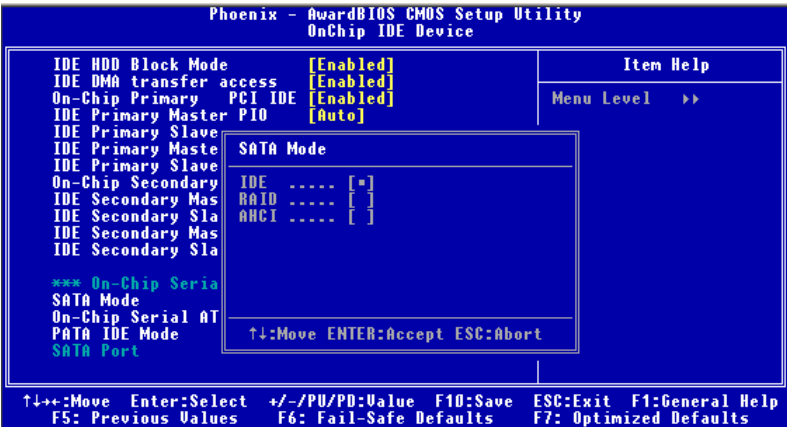 Phoenix - AwardBIOS CMOS Setup Utility
OnChip IDE Device
IDE HDD Block Mode [Enabled]
IDE DMA transfer access [Enabled]
On-Chip Primary PCI IDE [Enabled]
IDE Primary Master PIO [Auto]
IDE Primary Slave
IDE Primary Maste
IDE Primary Slave
On-Chip Secondary
IDE Secondary Mas
IDE Secondary Sla
IDE Secondary Mas
IDE Secondary Sla
*** On-Chip Seria
SATA Mode
On-Chip Serial AT
PATA IDE Mode
SATA Port
SATA Mode
IDE ..... [▪]
RAID ..... [ ]
AHCI ..... [ ]
↑↓:Move ENTER:Accept ESC:Abort
Item Help
Menu Level ▸▸
↑↓→←:Move Enter:Select +/-/PU/PD:Value F10:Save ESC:Exit F1:General Help
F5: Previous Values F6: Fail-Safe Defaults F7: Optimized Defaults